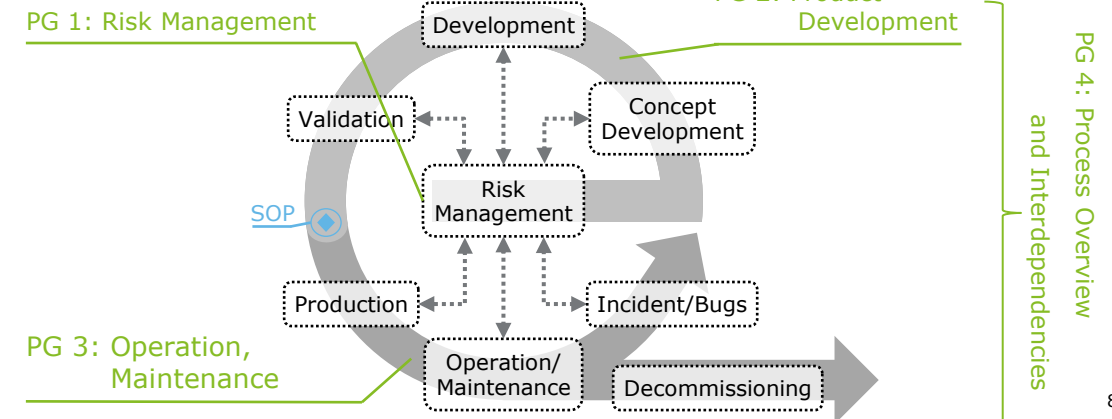 PG 1: Risk Management
Development
Development
Validation
Concept
Development
Risk
Management
SOP
Production
Incident/Bugs
PG 3: Operation,
Maintenance
Operation/
Maintenance
Decommissioning
PG 4: Process Overview
and Interdependencies